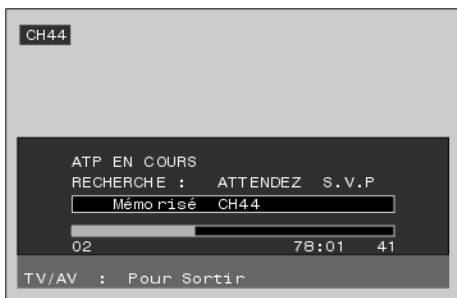 CH44
ATP EN COURS
RECHERCHE : ATTENDEZ S.V.P
Mémorisé CH44
02 78:01 41
TV/AV : Pour Sortir